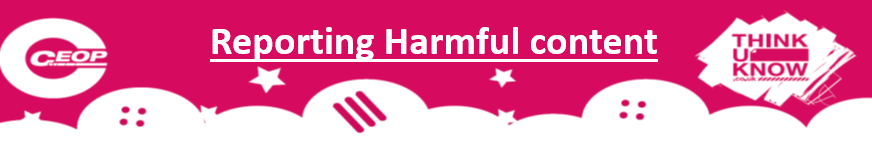 Reporting Harmful content
CEOP
THINK
U
KNOW